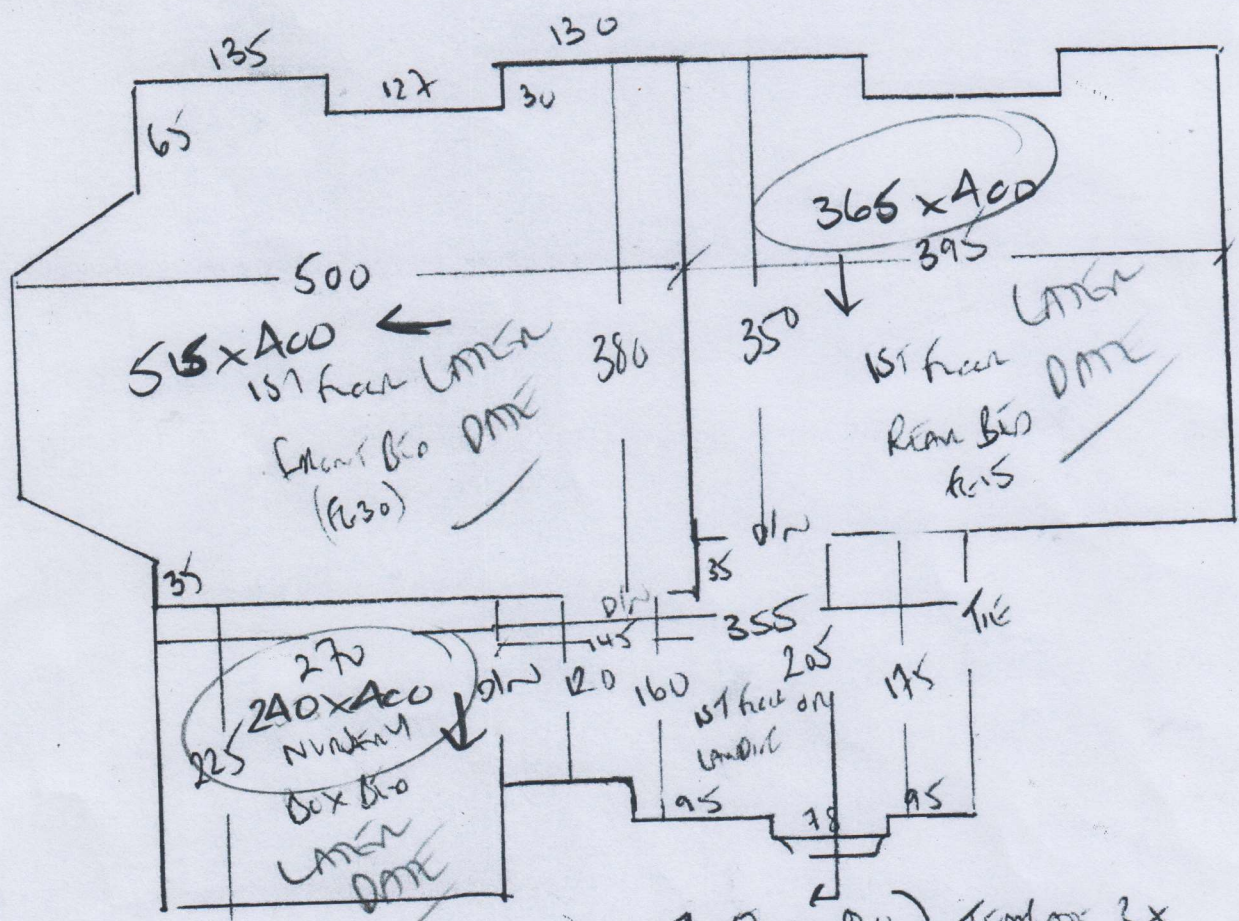 135
127
130
30
65
365 x 400
395
500
515 x 400
1ST FLOOR LATER
DATE
FRONT BED
380
350
1ST FLOOR
REAR BED
LATER
DATE
35
D/W
35
D/W
355
TILE
145
270
240 x 400
D/W
120
160
205
175
NURSERY
225
BOX BED
1ST FLOOR
LANDING
95
78
95
LATER
DATE
TEMPLATE